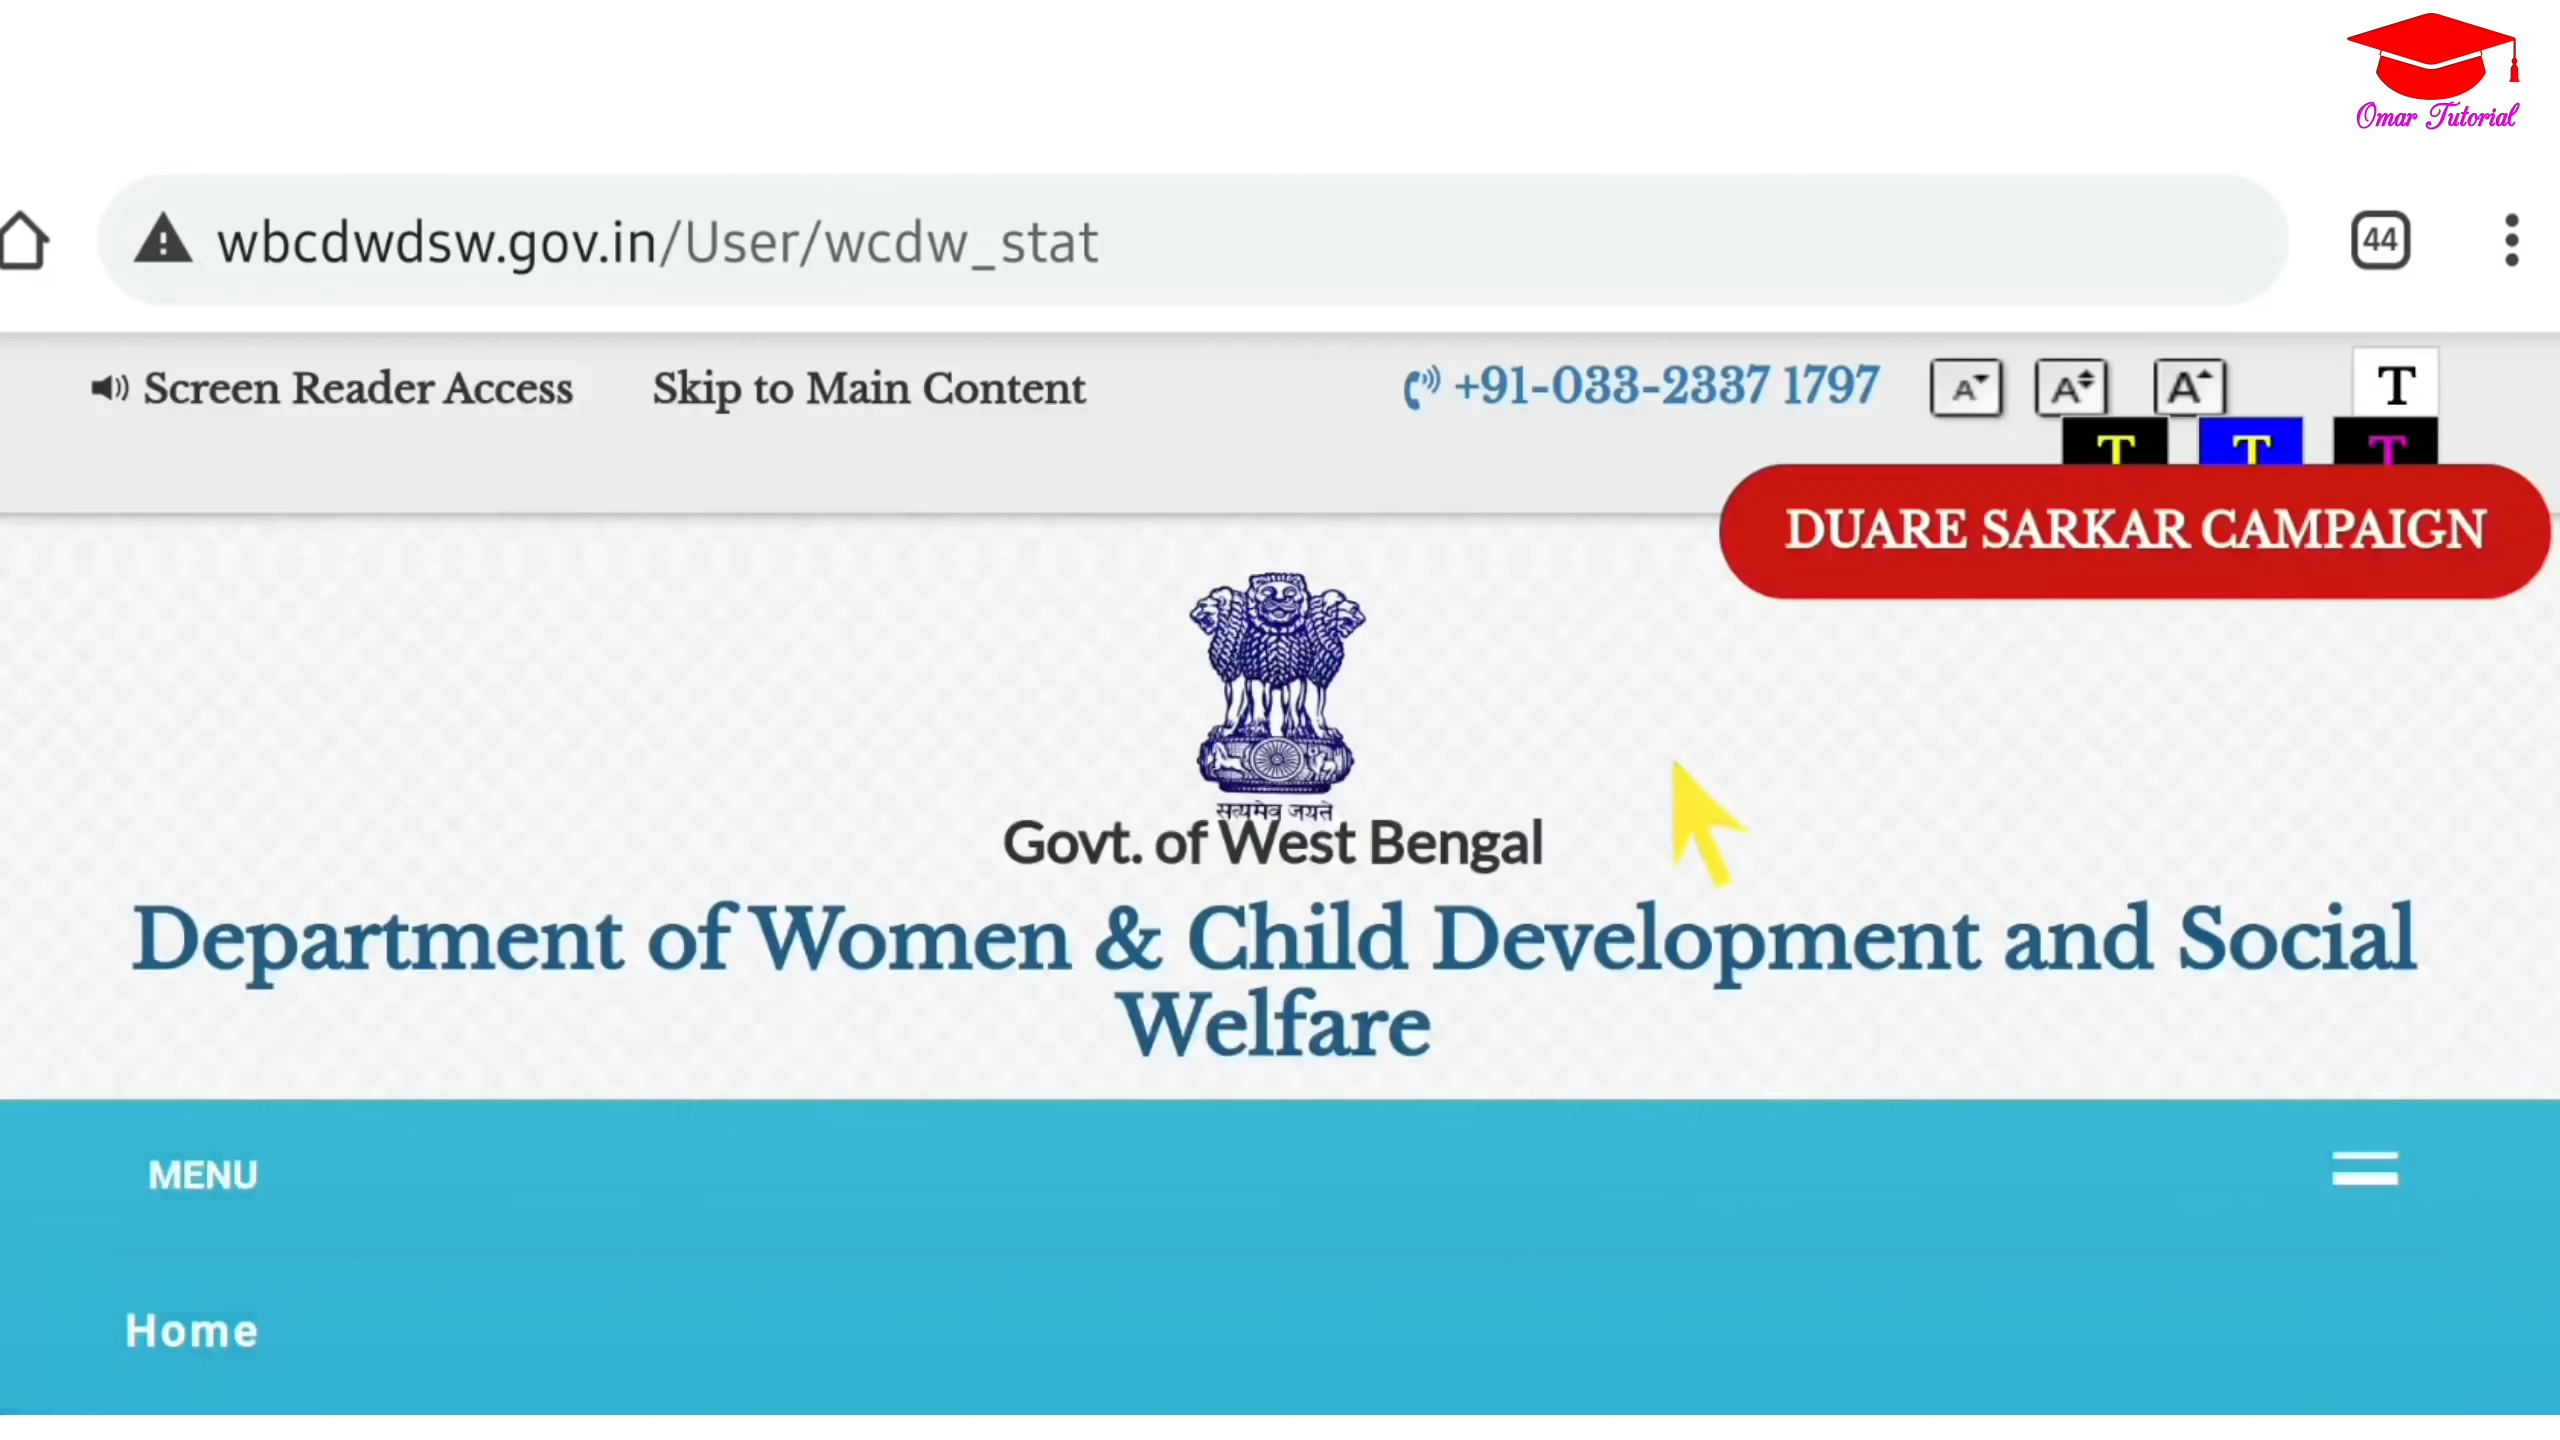 Omar Tutorial
wbcdwdsw.gov.in/User/wcdw_stat
44
Screen Reader Access
Skip to Main Content
+91-033-2337 1797
A A A T
T T T
DUARE SARKAR CAMPAIGN
सत्यमेव जयते
Govt. of West Bengal
Department of Women & Child Development and Social
Welfare
MENU
Home